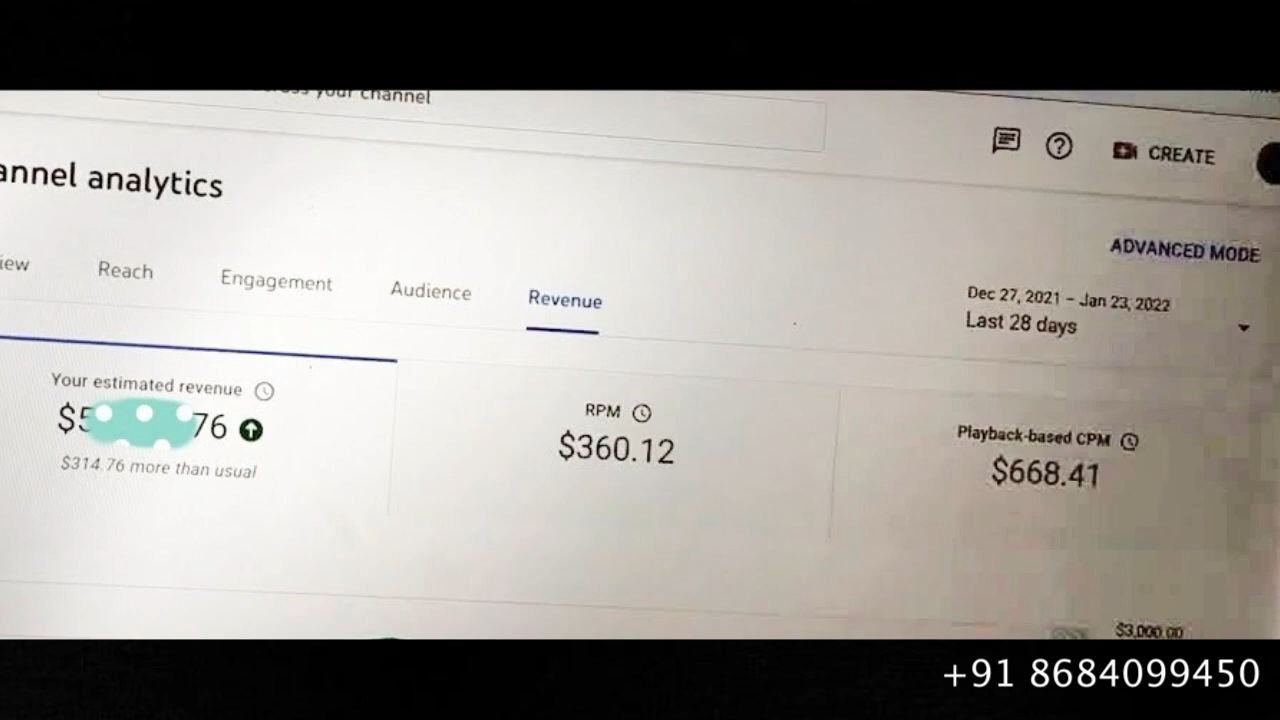 across your channel
CREATE
annel analytics
ADVANCED MODE
iew
Reach
Engagement
Audience
Revenue
Dec 27, 2021 – Jan 23, 2022
Last 28 days
Your estimated revenue
$5 76
$314.76 more than usual
RPM
$360.12
Playback-based CPM
$668.41
$3,000.00
+91 8684099450